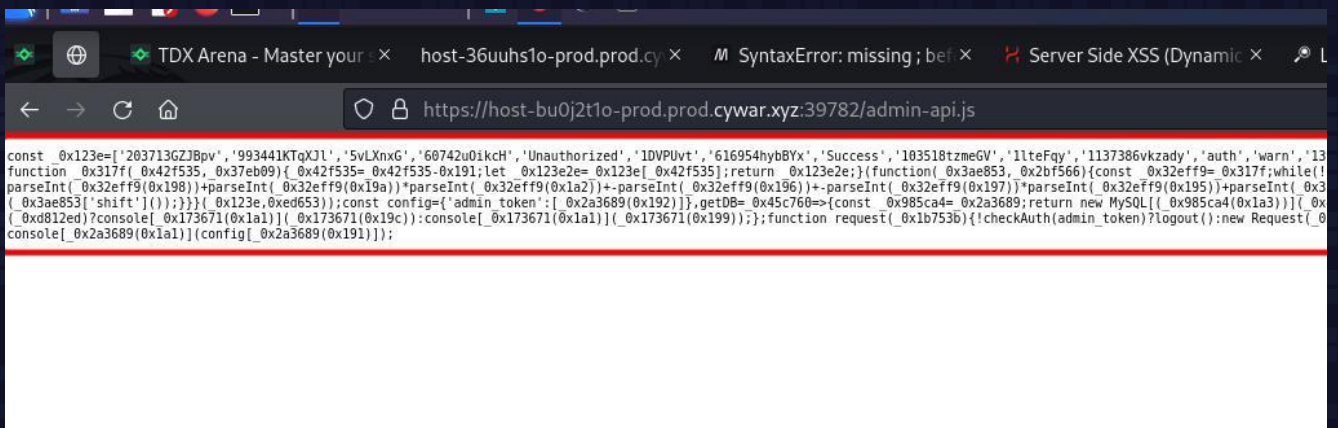 TDX Arena - Master your s
host-36uuhs1o-prod.prod.cy
SyntaxError: missing ; bef
Server Side XSS (Dynamic
L
https://host-bu0j2t1o-prod.prod.cywar.xyz:39782/admin-api.js
const _0x123e=['203713GZJBpv','993441KTqXJl','5vLXnxG','60742uOikcH','Unauthorized','1DVPUvt','616954hybBYx','Success','103518tzmeGV','1lteFqy','1137386vkzady','auth','warn','13
function _0x317f(_0x42f535,_0x37eb09){_0x42f535=_0x42f535-0x191;let _0x123e2e=_0x123e[_0x42f535];return _0x123e2e;}(function(_0x3ae853,_0x2bf566){const _0x32eff9=_0x317f;while(!
parseInt(_0x32eff9(0x198))+parseInt(_0x32eff9(0x19a))*parseInt(_0x32eff9(0x1a2))+-parseInt(_0x32eff9(0x196))+-parseInt(_0x32eff9(0x197))*parseInt(_0x32eff9(0x195))+parseInt(_0x3
(_0x3ae853['shift']());}}}(_0x123e,0xed653));const config={'admin_token':[_0x2a3689(0x192)]},getDB=_0x45c760=>{const _0x985ca4=_0x2a3689;return new MySQL[(_0x985ca4(0x1a3))](_0x
(_0xd812ed)?console[_0x173671(0x1a1)](_0x173671(0x19c)):console[_0x173671(0x1a1)](_0x173671(0x199));};function request(_0x1b753b){!checkAuth(admin_token)?logout():new Request(_0
console[_0x2a3689(0x1a1)](config[_0x2a3689(0x191)]);